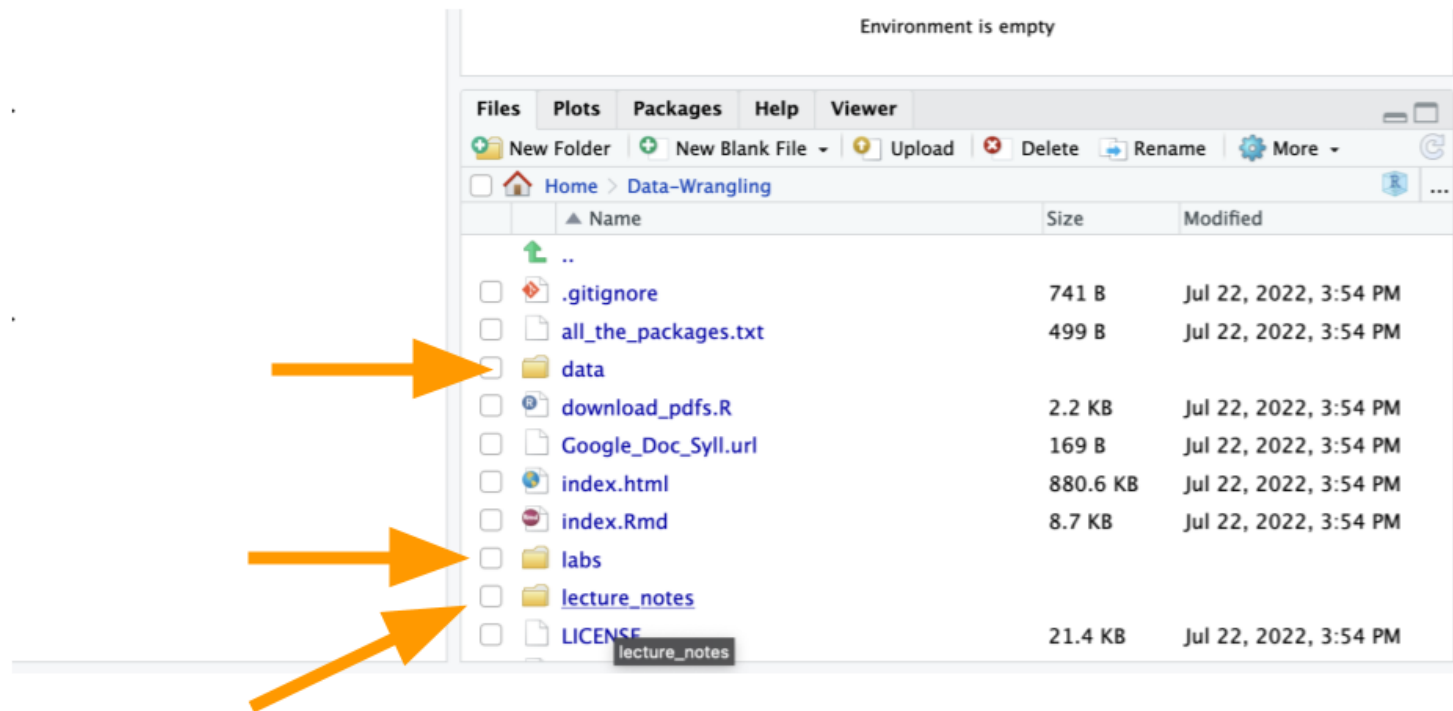 Environment is empty
Files Plots Packages Help Viewer
New Folder New Blank File Upload Delete Rename More
Home Data-Wrangling R ...
Name Size Modified
..
.gitignore 741 B Jul 22, 2022, 3:54 PM
all_the_packages.txt 499 B Jul 22, 2022, 3:54 PM
data
R download_pdfs.R 2.2 KB Jul 22, 2022, 3:54 PM
Google_Doc_Syll.url 169 B Jul 22, 2022, 3:54 PM
index.html 880.6 KB Jul 22, 2022, 3:54 PM
Rmd index.Rmd 8.7 KB Jul 22, 2022, 3:54 PM
labs
lecture_notes
LICENSE 21.4 KB Jul 22, 2022, 3:54 PM
lecture_notes